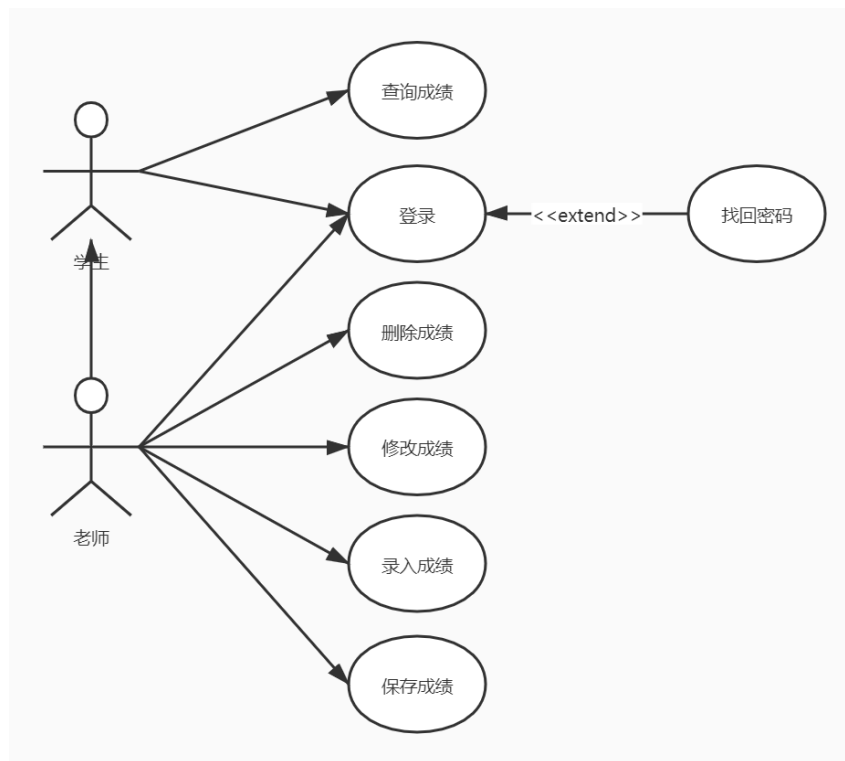 查询成绩
学生
登录
<<extend>>
找回密码
删除成绩
修改成绩
老师
录入成绩
保存成绩